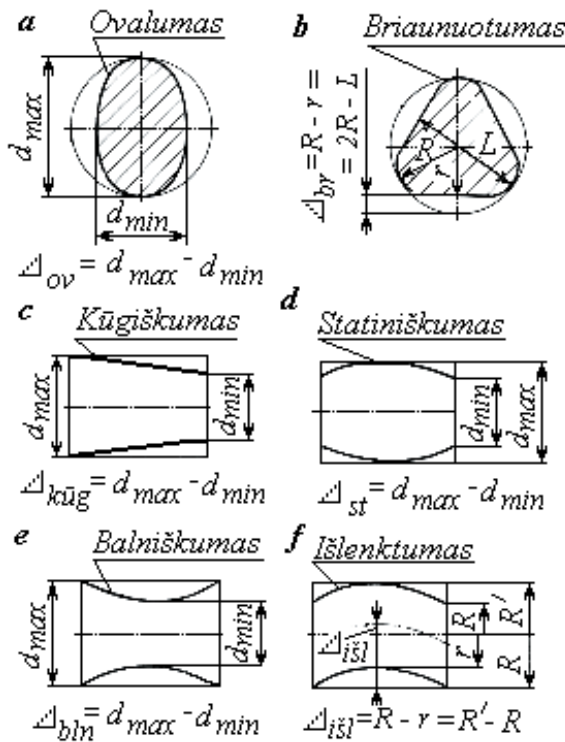 a Ovalumas
d max
d min
⊿ov = d max - d min
b Briaunuotumas
⊿br = R - r =
= 2R - L
R L
r
c Kūgiškumas
d max
d min
⊿kūg = d max - d min
d Statiniškumas
d min
d max
⊿st = d max - d min
e Balniškumas
d max
d min
⊿bln = d max - d min
f Išlenktumas
⊿išl
R R′
r R
⊿išl = R - r = R′ - R